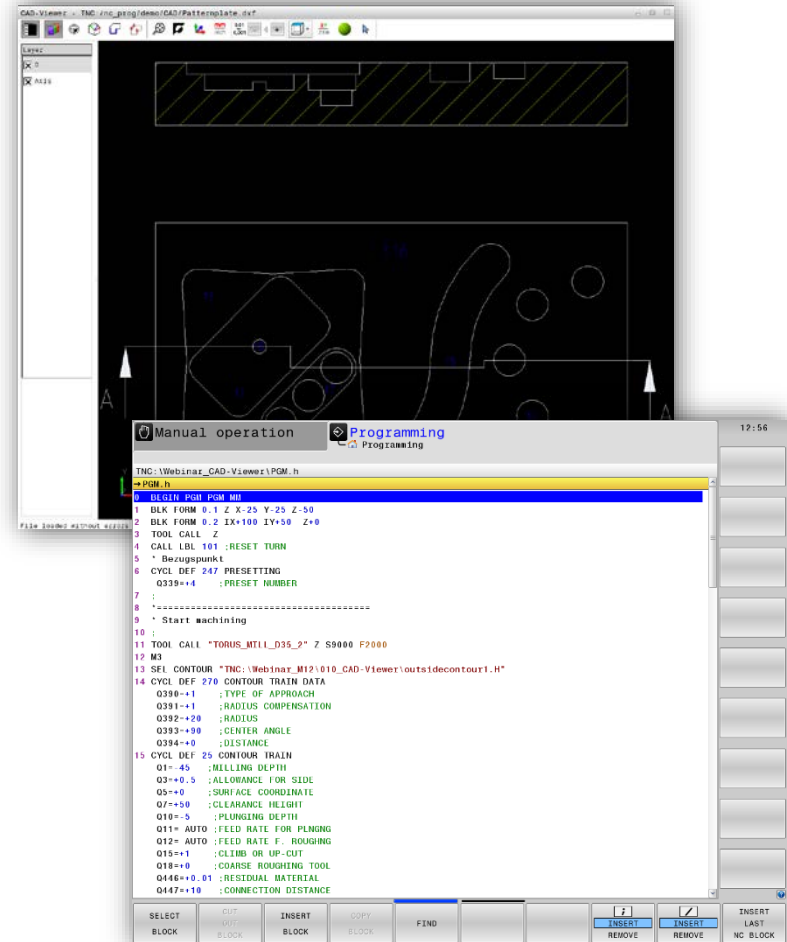 CAD-Viewer - TNC:/nc_prog/demo/CAD/Patternplate.dxf
Layer
0
Axis
A
A
File loaded without errors
Manual operation
Programming
Programming
12:56
TNC:\Webinar_CAD-Viewer\PGM.h
→PGM.h
0 BEGIN PGM PGM MM
1 BLK FORM 0.1 Z X-25 Y-25 Z-50
2 BLK FORM 0.2 IX+100 IY+50 Z+0
3 TOOL CALL Z
4 CALL LBL 101 ;RESET TURN
5 * Bezugspunkt
6 CYCL DEF 247 PRESETTING
Q339=+4 ;PRESET NUMBER
7 ;
8 *======================================
9 * Start machining
10 ;
11 TOOL CALL "TORUS_MILL_D35_2" Z S9000 F2000
12 M3
13 SEL CONTOUR "TNC:\Webinar_M12\010_CAD-Viewer\outsidecontour1.H"
14 CYCL DEF 270 CONTOUR TRAIN DATA
Q390=+1 ;TYPE OF APPROACH
Q391=+1 ;RADIUS COMPENSATION
Q392=+20 ;RADIUS
Q393=+90 ;CENTER ANGLE
Q394=+0 ;DISTANCE
15 CYCL DEF 25 CONTOUR TRAIN
Q1=-45 ;MILLING DEPTH
Q3=+0.5 ;ALLOWANCE FOR SIDE
Q5=+0 ;SURFACE COORDINATE
Q7=+50 ;CLEARANCE HEIGHT
Q10=-5 ;PLUNGING DEPTH
Q11= AUTO ;FEED RATE FOR PLNGNG
Q12= AUTO ;FEED RATE F. ROUGHNG
Q15=+1 ;CLIMB OR UP-CUT
Q18=+0 ;COARSE ROUGHING TOOL
Q446=+0.01 ;RESIDUAL MATERIAL
Q447=+10 ;CONNECTION DISTANCE
SELECT BLOCK
CUT OUT BLOCK
INSERT BLOCK
COPY BLOCK
FIND
; INSERT REMOVE
/ INSERT REMOVE
INSERT LAST NC BLOCK